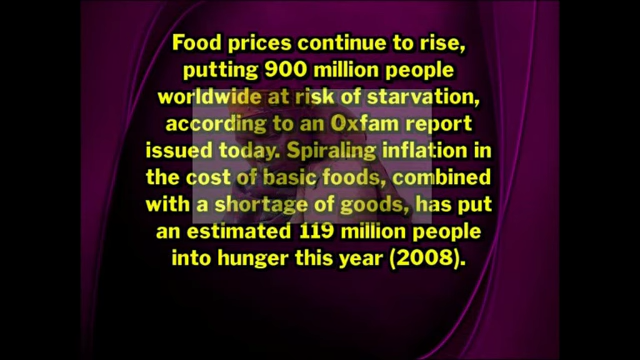 Food prices continue to rise,
putting 900 million people
worldwide at risk of starvation,
according to an Oxfam report
issued today. Spiraling inflation in
the cost of basic foods, combined
with a shortage of goods, has put
an estimated 119 million people
into hunger this year (2008).